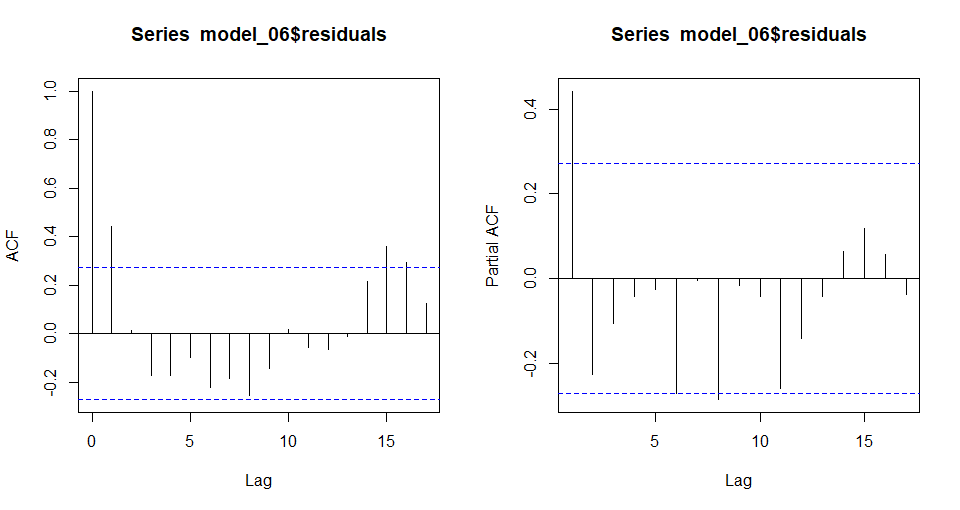 Series  model_06$residuals
ACF
-0.2 0.0 0.2 0.4 0.6 0.8 1.0
0 5 10 15
Lag
Series  model_06$residuals
Partial ACF
-0.2 0.0 0.2 0.4
5 10 15
Lag